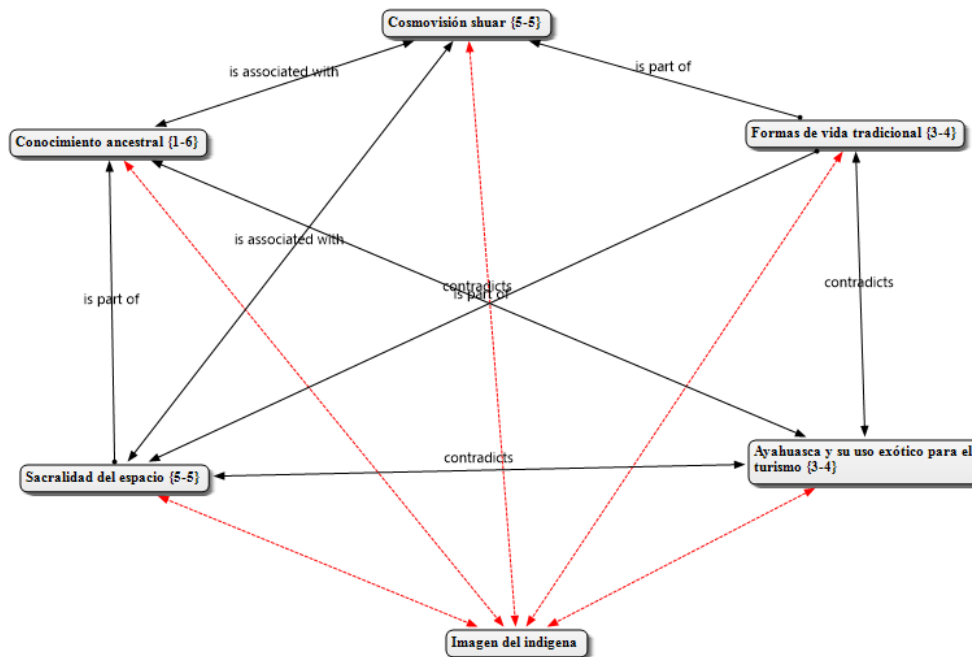 Cosmovisión shuar {5-5}
is associated with
is part of
Conocimiento ancestral {1-6}
Formas de vida tradicional {3-4}
is associated with
contradicts
is part of
is part of
contradicts
Sacralidad del espacio {5-5}
contradicts
Ayahuasca y su uso exótico para el
turismo {3-4}
Imagen del indigena